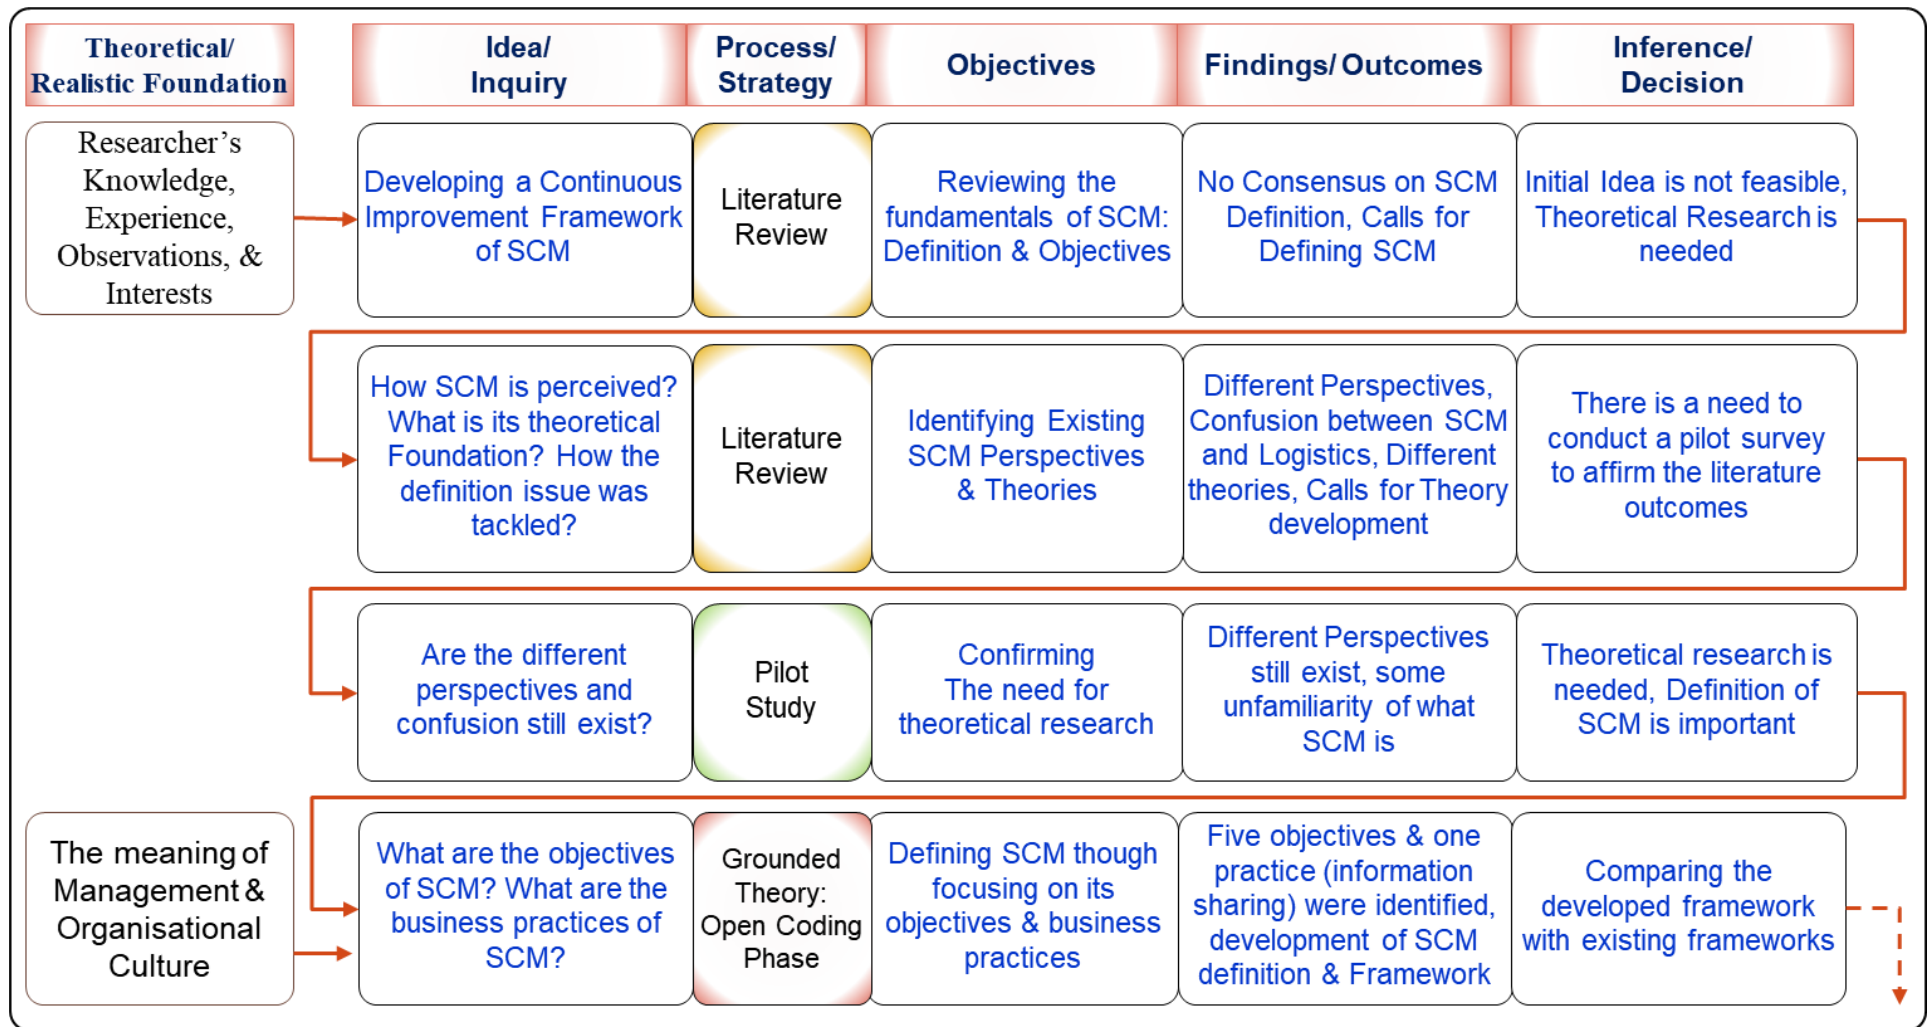 Theoretical/
Realistic Foundation
Idea/
Inquiry
Process/
Strategy
Objectives
Findings/ Outcomes
Inference/
Decision
Researcher’s
Knowledge,
Experience,
Observations, &
Interests
Developing a Continuous
Improvement Framework
of SCM
Literature
Review
Reviewing the
fundamentals of SCM:
Definition & Objectives
No Consensus on SCM
Definition, Calls for
Defining SCM
Initial Idea is not feasible,
Theoretical Research is
needed
How SCM is perceived?
What is its theoretical
Foundation? How the
definition issue was
tackled?
Literature
Review
Identifying Existing
SCM Perspectives
& Theories
Different Perspectives,
Confusion between SCM
and Logistics, Different
theories, Calls for Theory
development
There is a need to
conduct a pilot survey
to affirm the literature
outcomes
Are the different
perspectives and
confusion still exist?
Pilot
Study
Confirming
The need for
theoretical research
Different Perspectives
still exist, some
unfamiliarity of what
SCM is
Theoretical research is
needed, Definition of
SCM is important
The meaning of
Management &
Organisational
Culture
What are the objectives
of SCM? What are the
business practices of
SCM?
Grounded
Theory:
Open Coding
Phase
Defining SCM though
focusing on its
objectives & business
practices
Five objectives & one
practice (information
sharing) were identified,
development of SCM
definition & Framework
Comparing the
developed framework
with existing frameworks